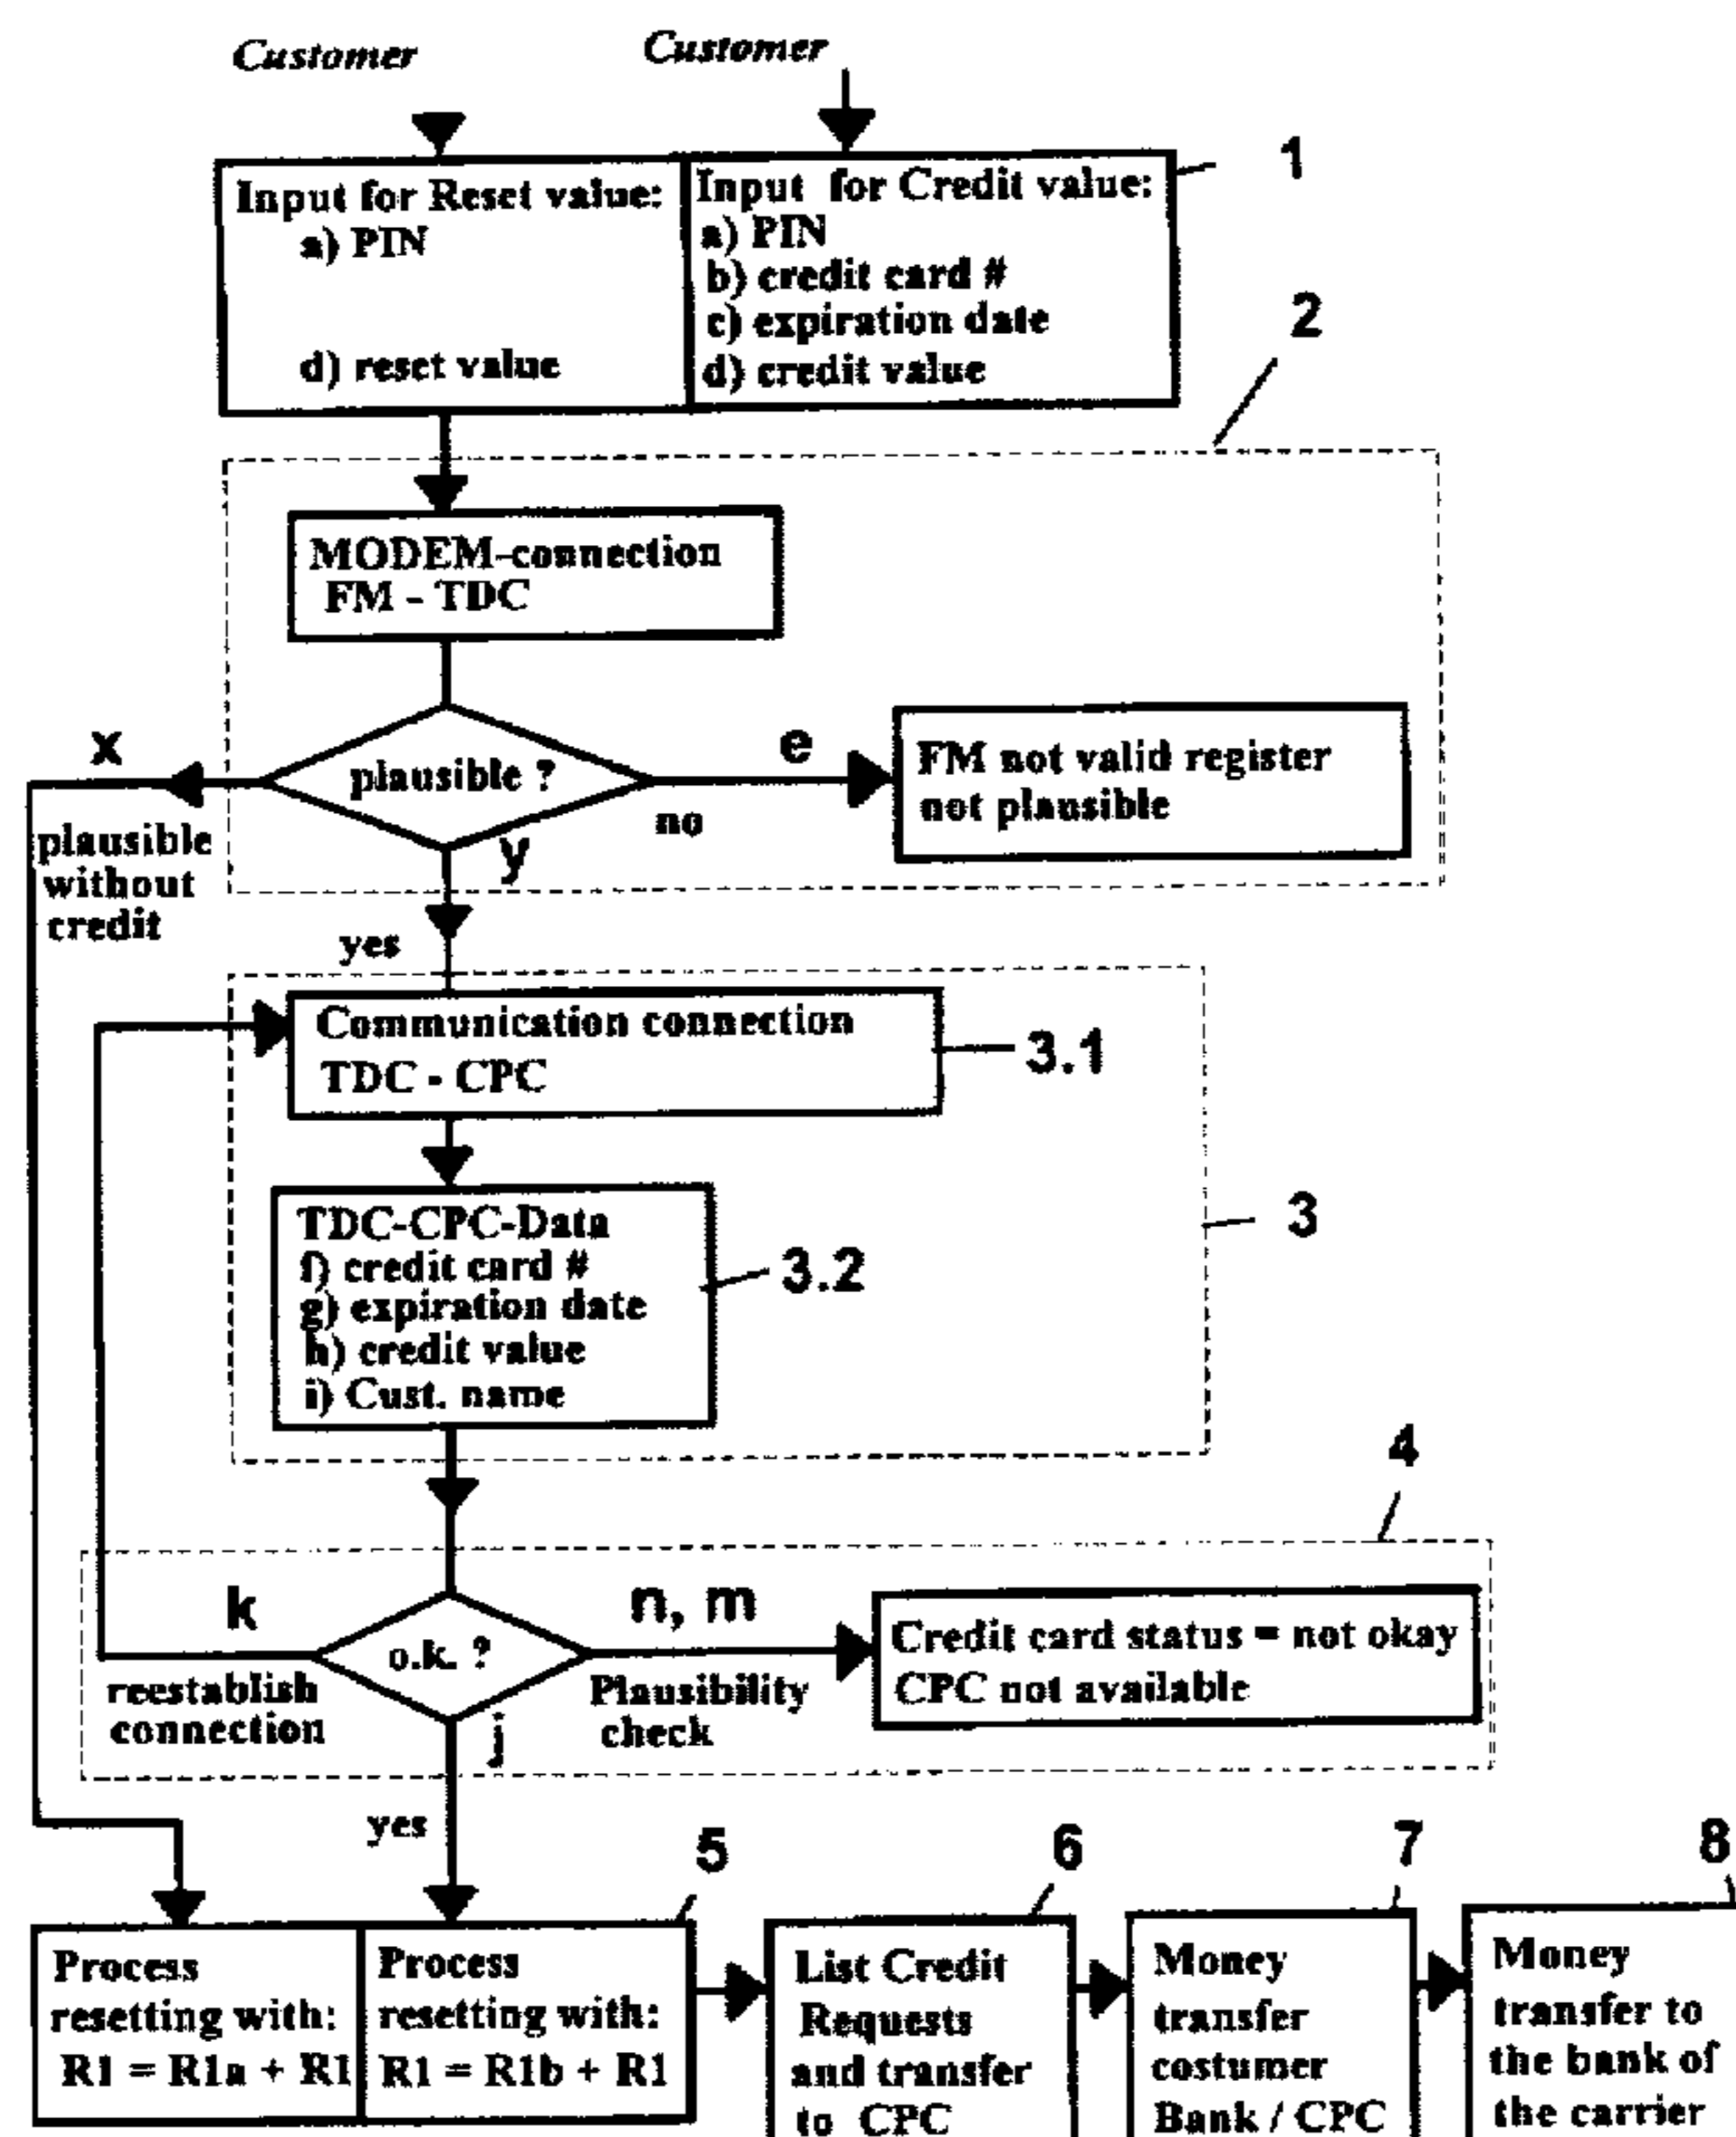 Customer
Customer
Input for Reset value:
a) PIN
d) reset value
Input for Credit value:
a) PIN
b) credit card #
c) expiration date
d) credit value
1
2
MODEM-connection
FM - TDC
x
plausible ?
e
no
FM not valid register
not plausible
plausible
without
credit
y
yes
Communication connection
TDC - CPC
3.1
TDC-CPC-Data
f) credit card #
g) expiration date
h) credit value
i) Cust. name
3.2
3
4
k
o.k. ?
n, m
Credit card status = not okay
CPC not available
reestablish
connection
Plausibility
check
j
yes
5
6
7
8
Process
resetting with:
R1 = R1a + R1
Process
resetting with:
R1 = R1b + R1
List Credit
Requests
and transfer
to CPC
Money
transfer
costumer
Bank / CPC
Money
transfer to
the bank of
the carrier